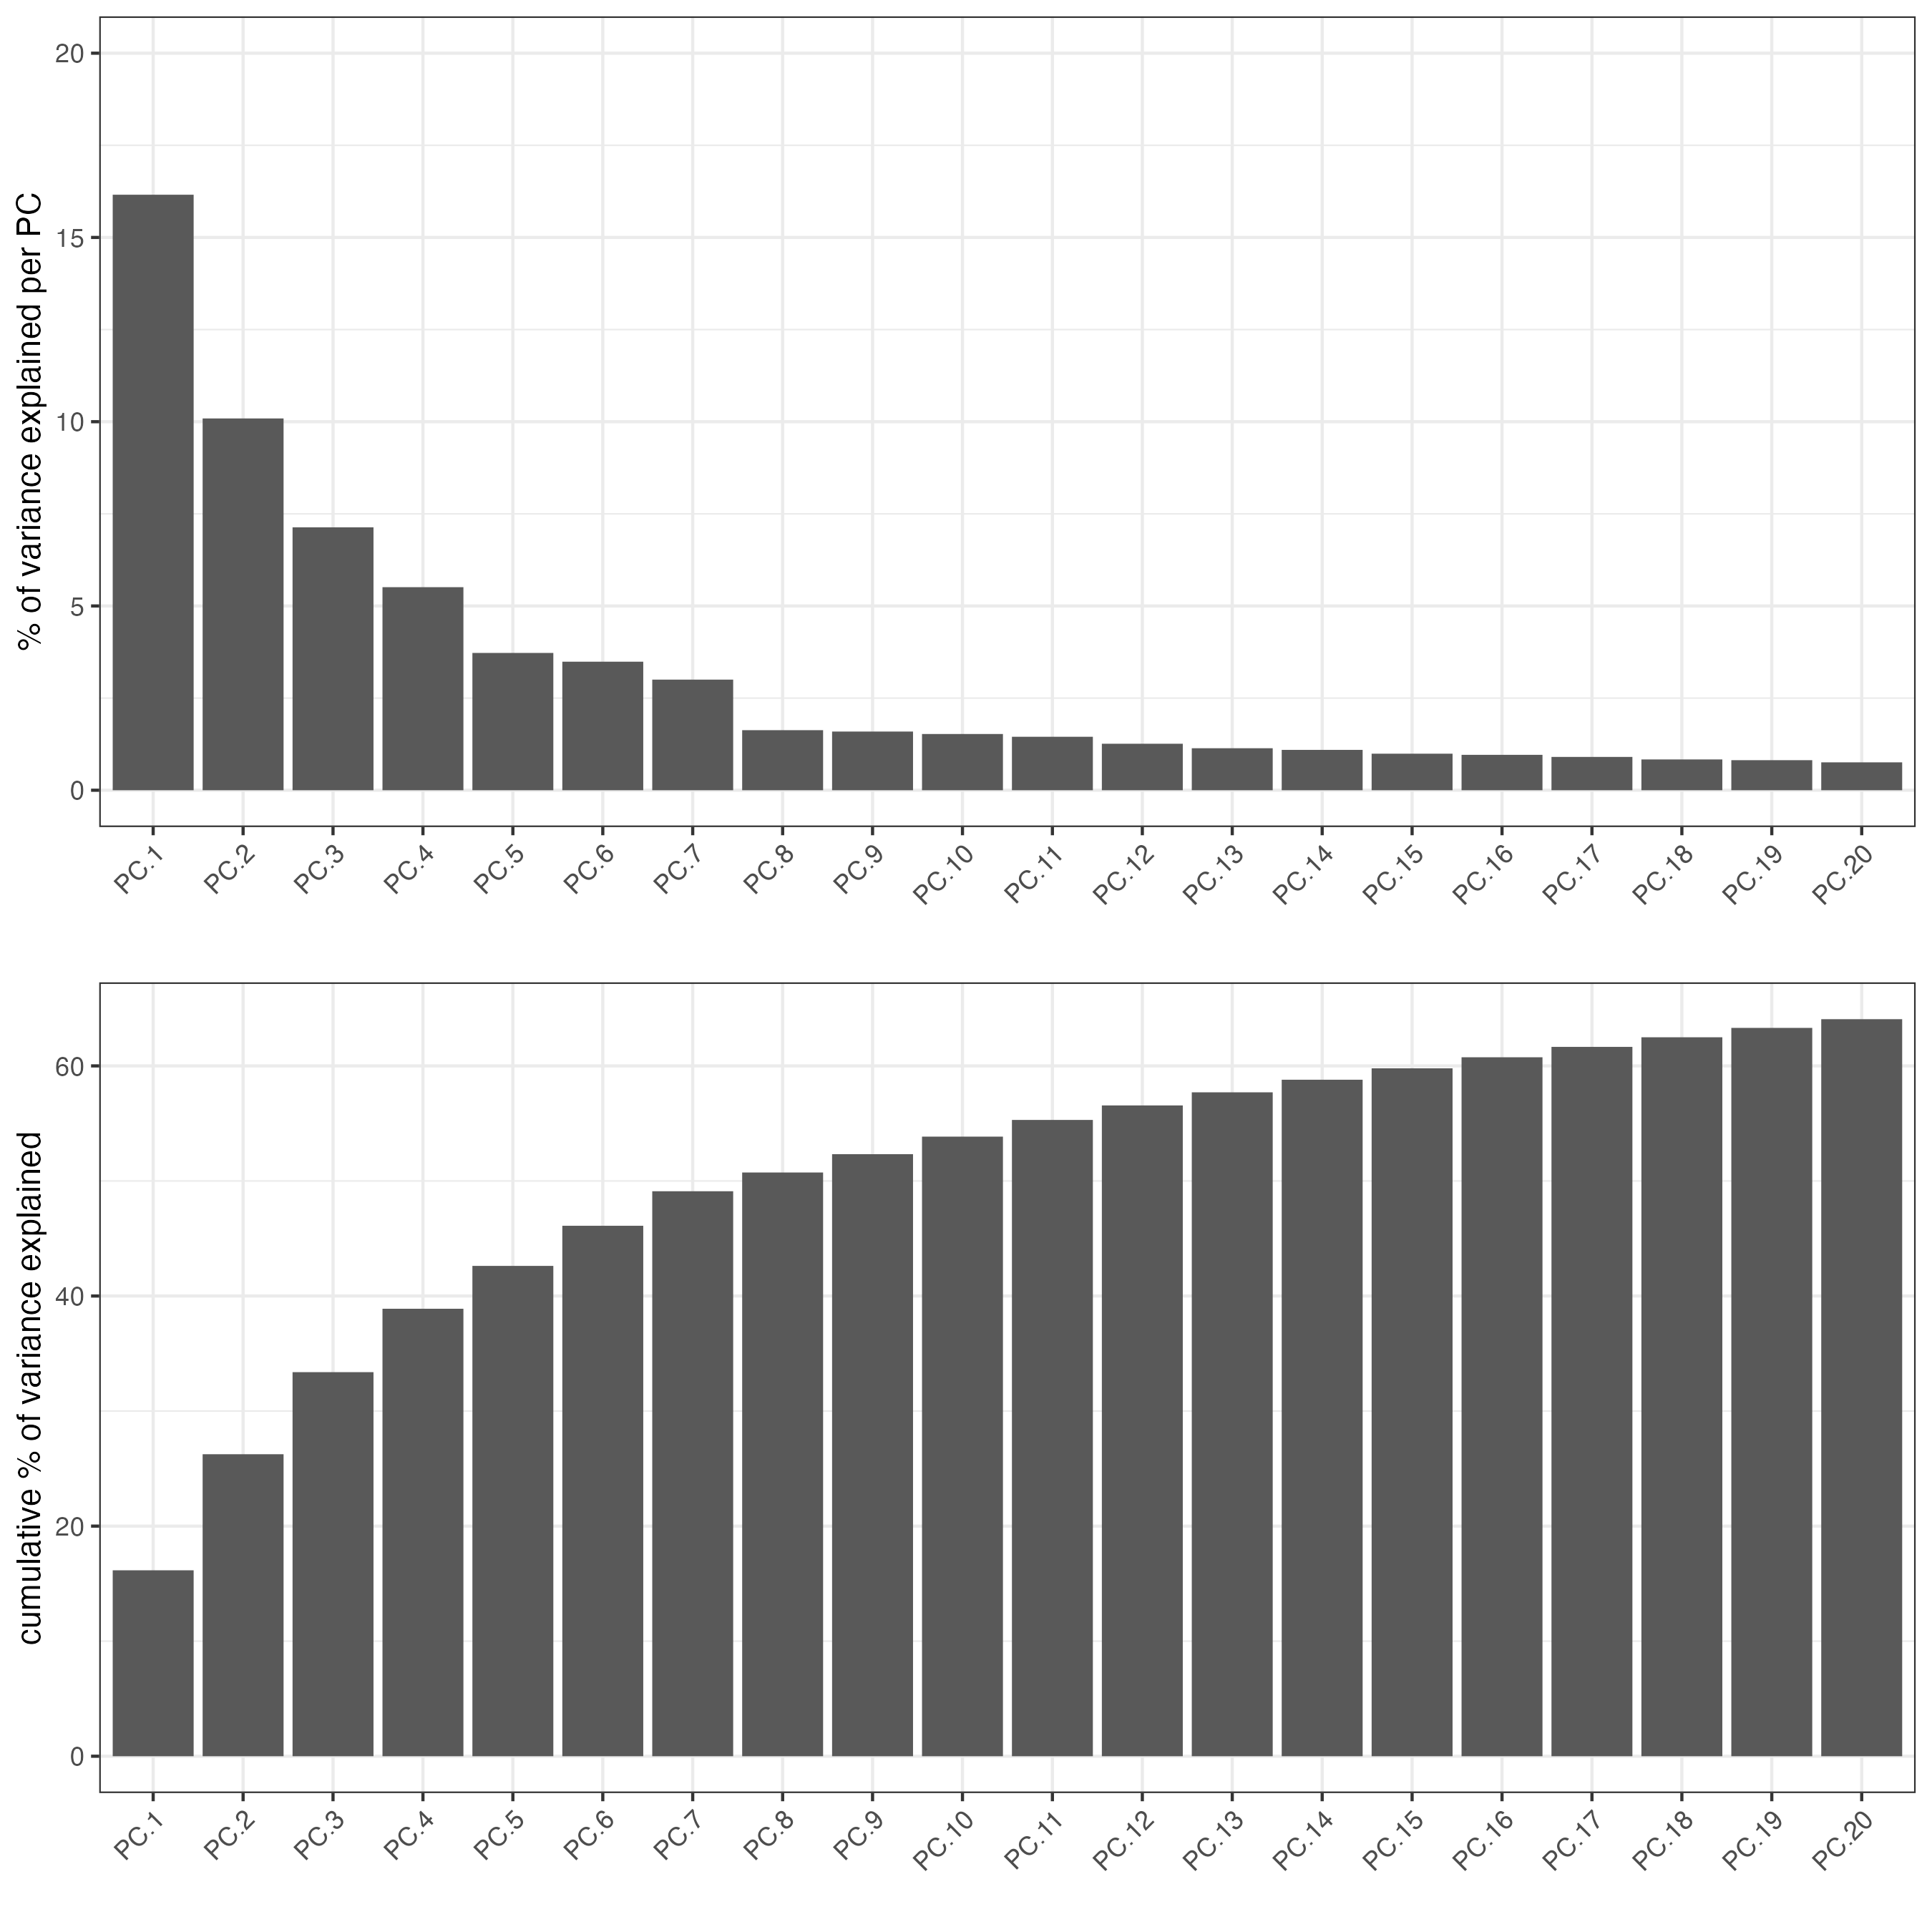 % of variance explained per PC
20
15
10
5
0
PC.1 PC.2 PC.3 PC.4 PC.5 PC.6 PC.7 PC.8 PC.9 PC.10 PC.11 PC.12 PC.13 PC.14 PC.15 PC.16 PC.17 PC.18 PC.19 PC.20
cumulative % of variance explained
60
40
20
0
PC.1 PC.2 PC.3 PC.4 PC.5 PC.6 PC.7 PC.8 PC.9 PC.10 PC.11 PC.12 PC.13 PC.14 PC.15 PC.16 PC.17 PC.18 PC.19 PC.20